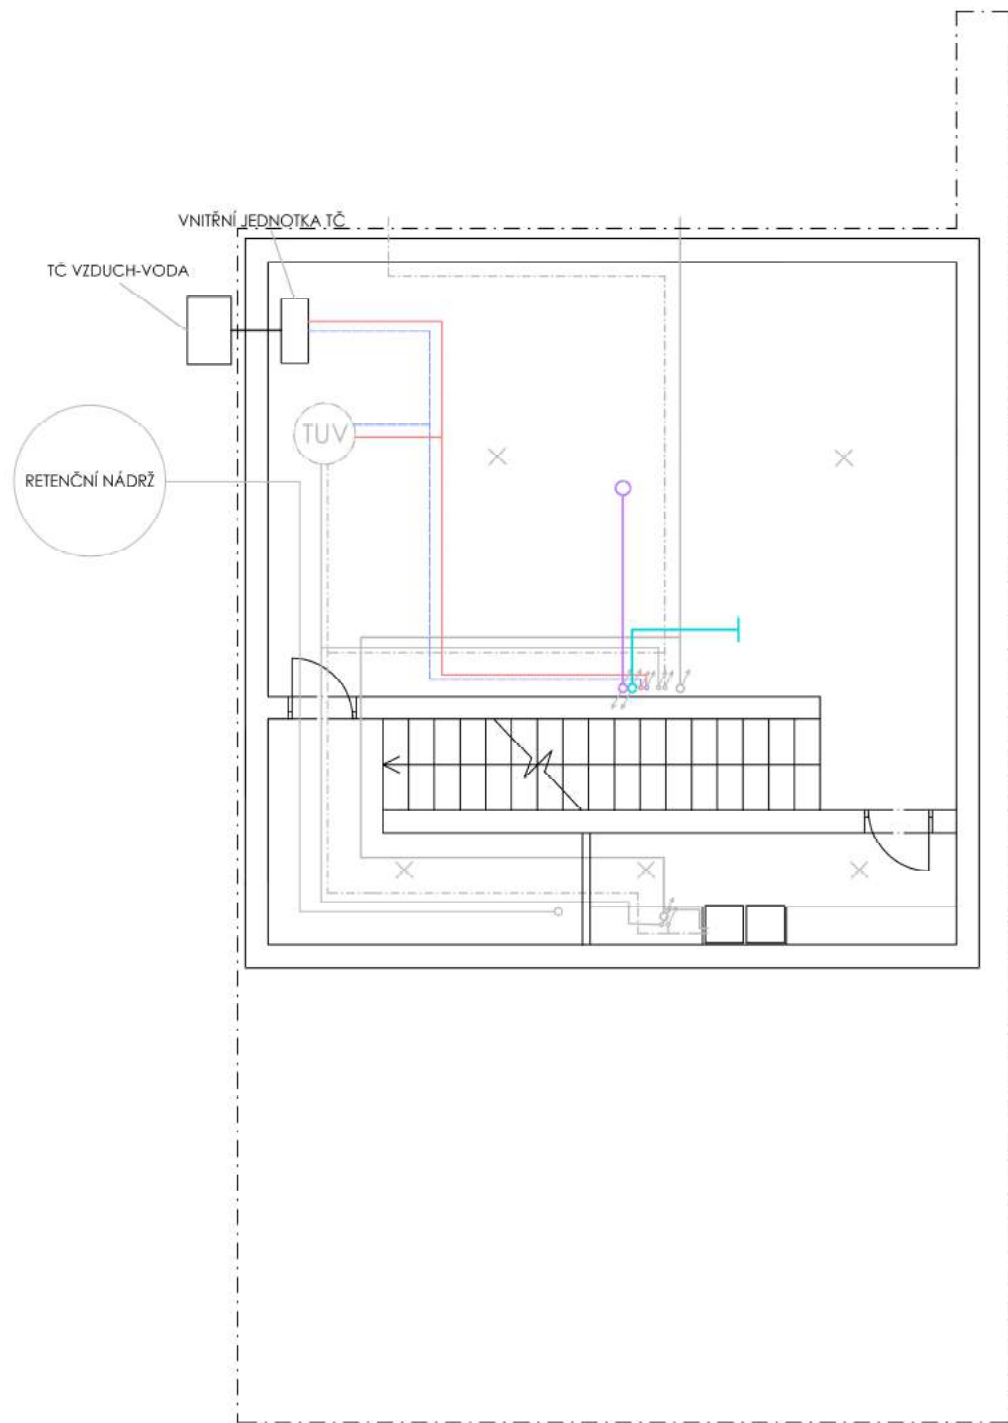 VNITŘNÍ JEDNOTKA TČ
TČ VZDUCH-VODA
TUV
RETENČNÍ NÁDRŽ